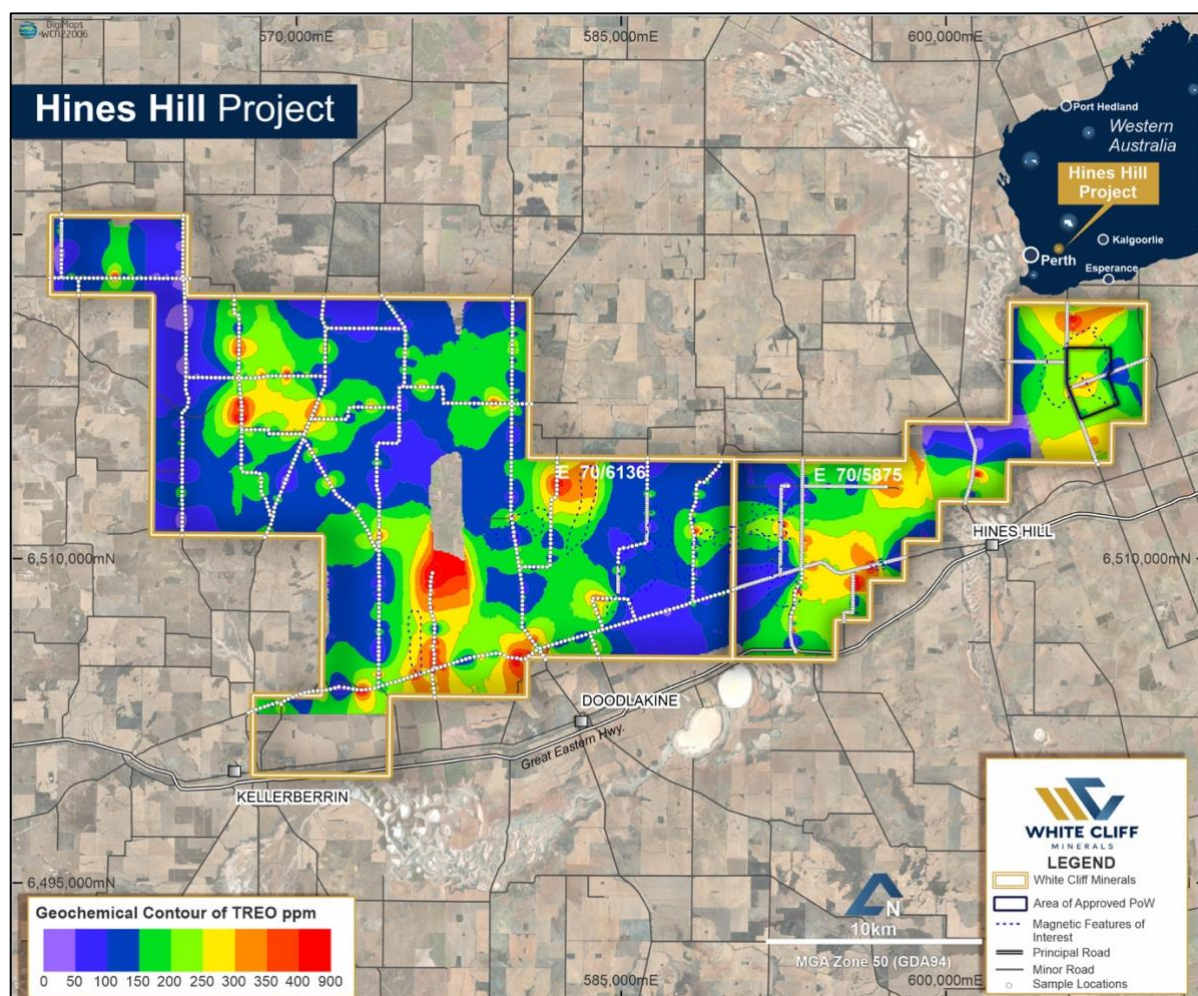 DigiMaps
WCN22006
570,000mE
585,000mE
600,000mE
Hines Hill Project
Port Hedland
Western
Australia
Hines Hill
Project
Kalgoorlie
Perth
Esperance
E 70/6136
E 70/5875
HINES HILL
6,510,000mN
6,510,000mN
DOODLAKINE
Great Eastern Hwy.
KELLERBERRIN
6,495,000mN
Geochemical Contour of TREO ppm
0 50 100 150 200 250 300 350 400 900
N
10km
MGA Zone 50 (GDA94)
585,000mE
600,000mE
WHITE CLIFF
MINERALS
LEGEND
White Cliff Minerals
Area of Approved PoW
Magnetic Features of
Interest
Principal Road
Minor Road
Sample Locations